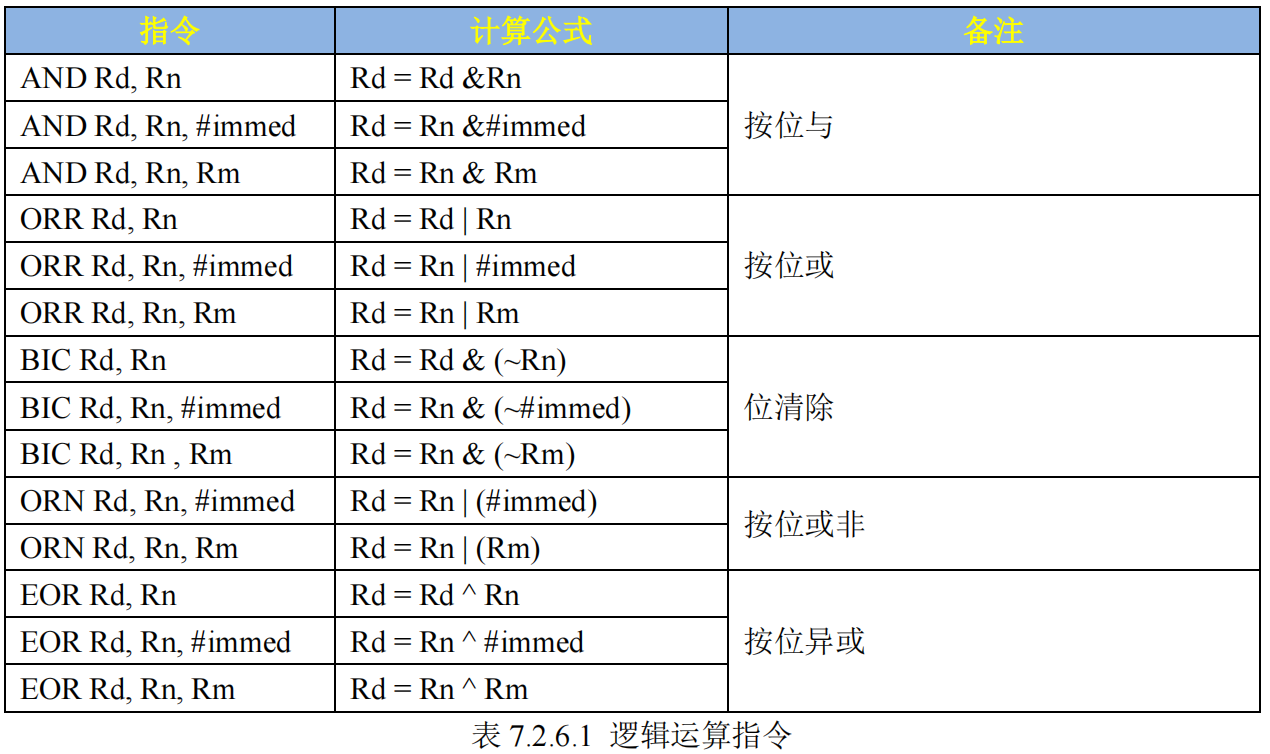 指令 计算公式 备注
AND Rd, Rn Rd = Rd &Rn
AND Rd, Rn, #immed Rd = Rn &#immed 按位与
AND Rd, Rn, Rm Rd = Rn & Rm
ORR Rd, Rn Rd = Rd | Rn
ORR Rd, Rn, #immed Rd = Rn | #immed 按位或
ORR Rd, Rn, Rm Rd = Rn | Rm
BIC Rd, Rn Rd = Rd & (~Rn)
BIC Rd, Rn, #immed Rd = Rn & (~#immed) 位清除
BIC Rd, Rn , Rm Rd = Rn & (~Rm)
ORN Rd, Rn, #immed Rd = Rn | (#immed) 按位或非
ORN Rd, Rn, Rm Rd = Rn | (Rm)
EOR Rd, Rn Rd = Rd ^ Rn
EOR Rd, Rn, #immed Rd = Rn ^ #immed 按位异或
EOR Rd, Rn, Rm Rd = Rn ^ Rm
表 7.2.6.1 逻辑运算指令